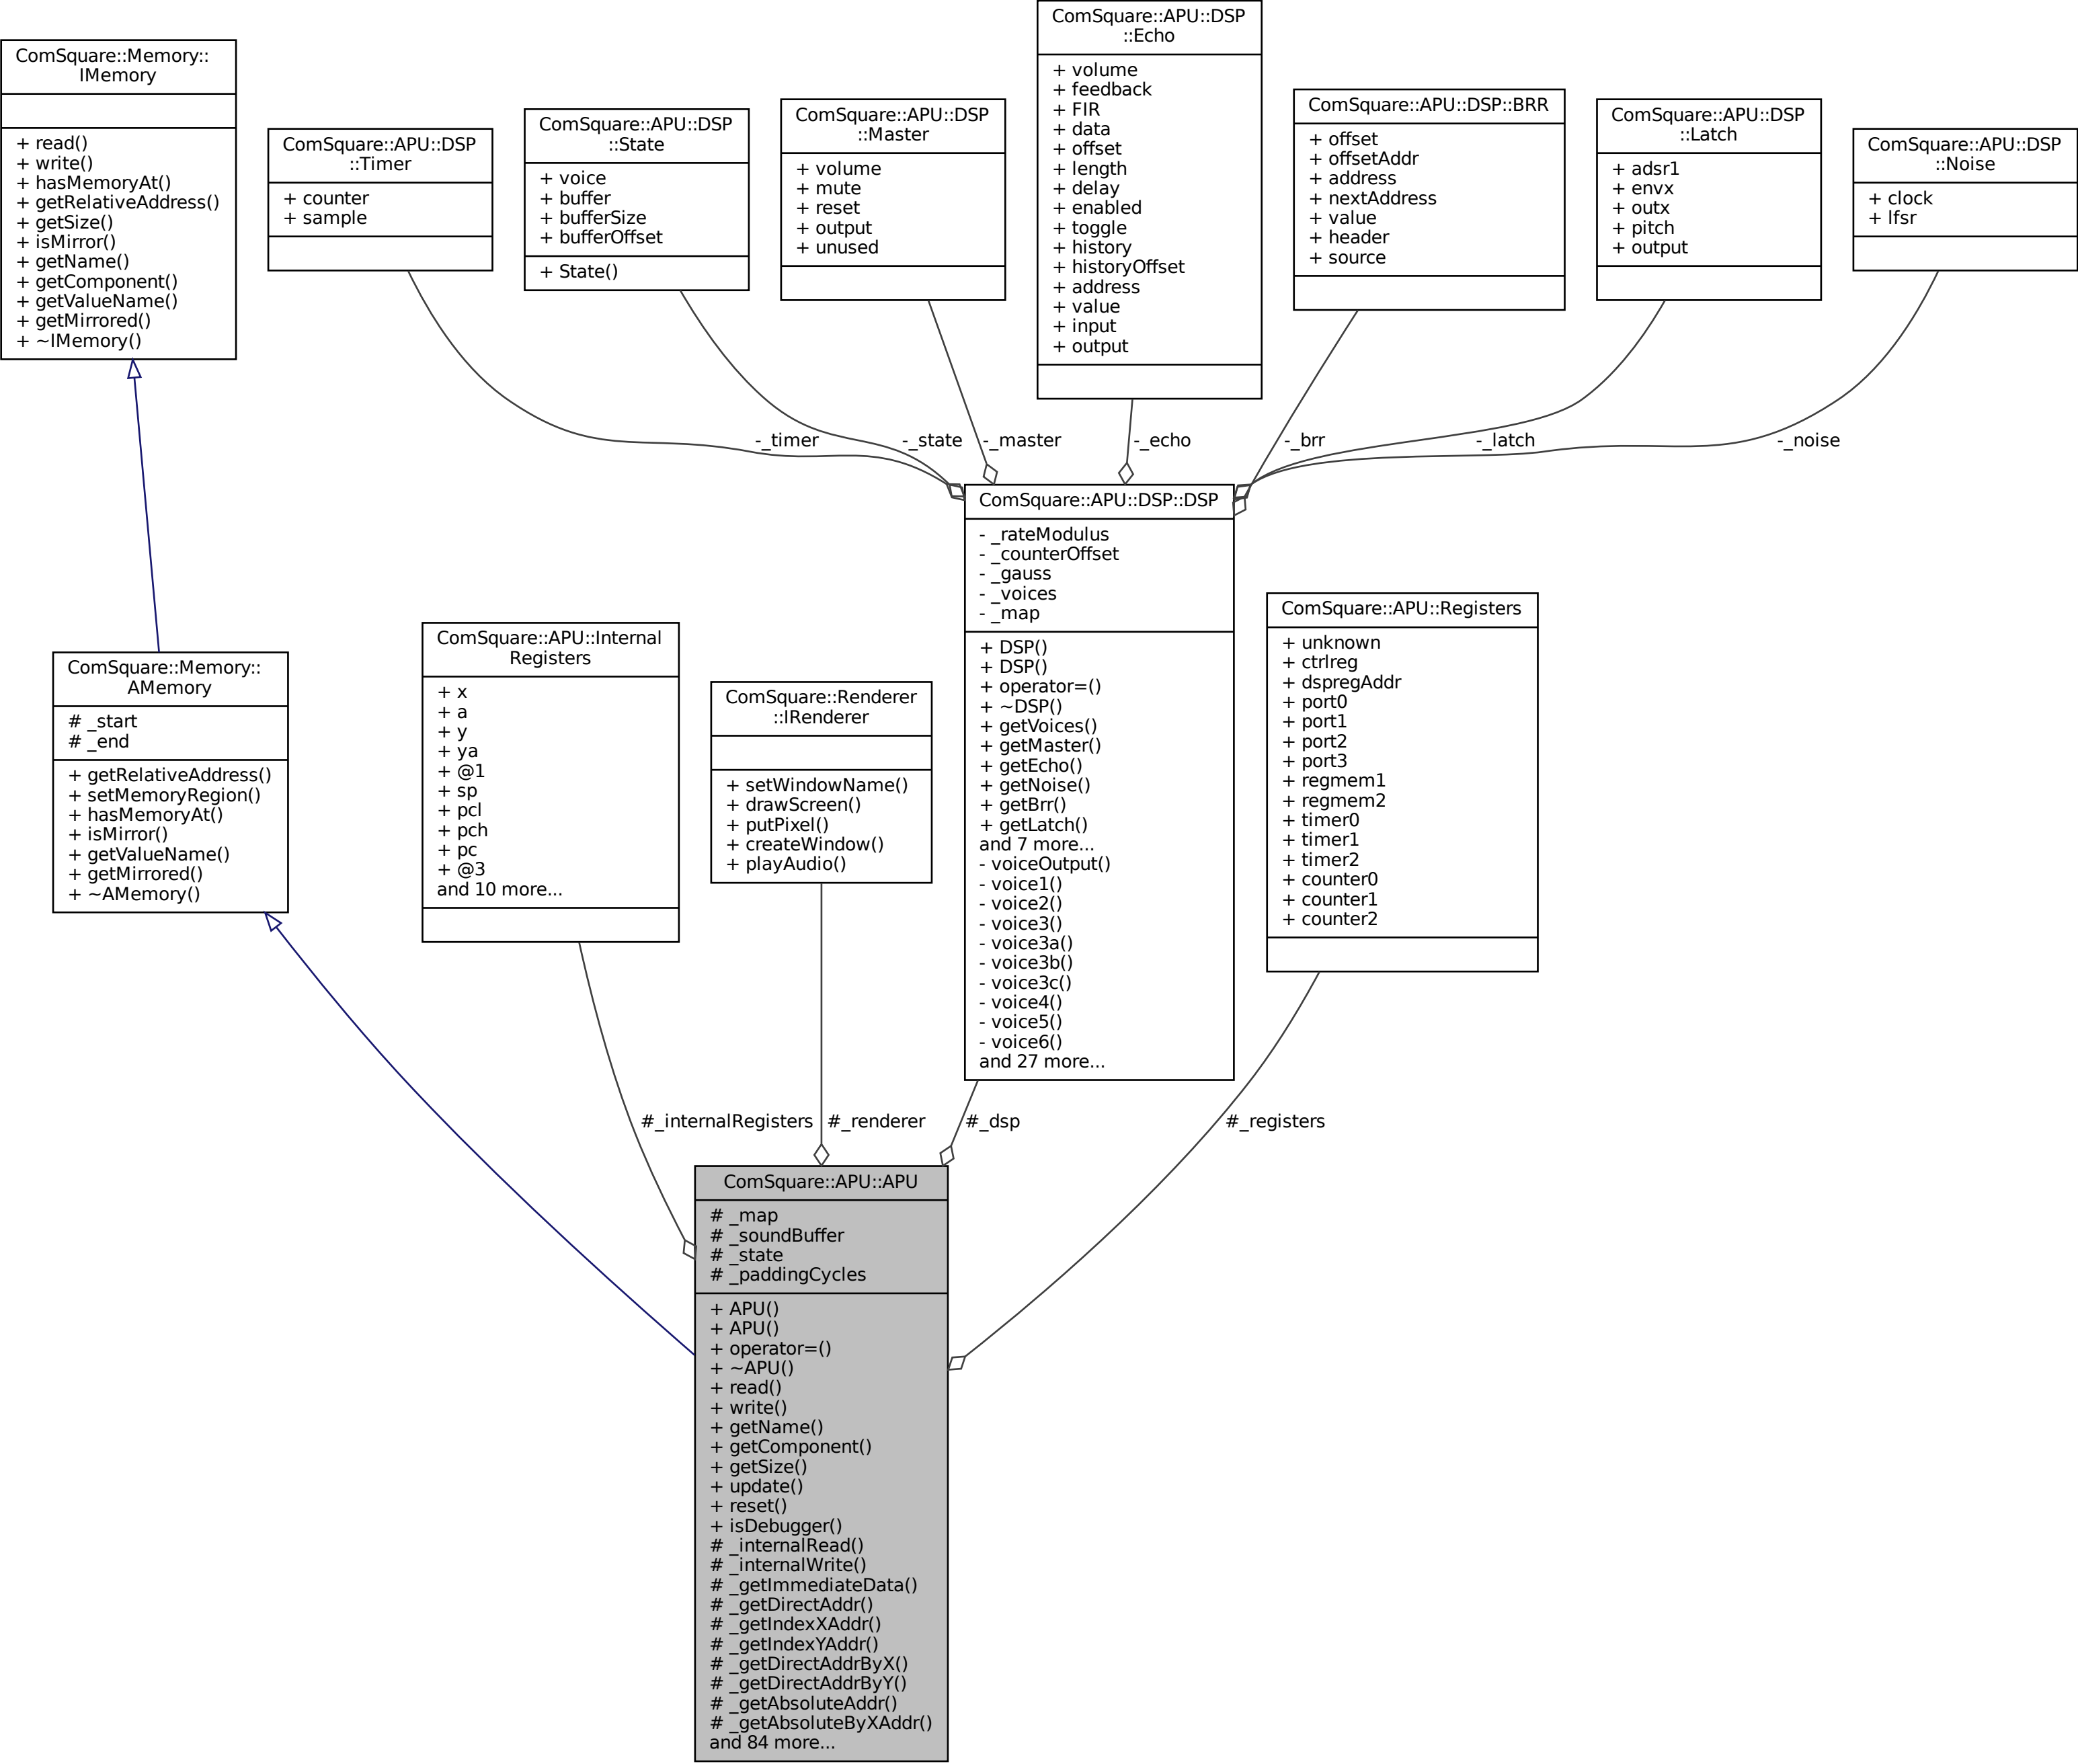 ComSquare::Memory::
IMemory
+ read()
+ write()
+ hasMemoryAt()
+ getRelativeAddress()
+ getSize()
+ isMirror()
+ getName()
+ getComponent()
+ getValueName()
+ getMirrored()
+ ~IMemory()
ComSquare::APU::DSP
::Timer
+ counter
+ sample
ComSquare::APU::DSP
::State
+ voice
+ buffer
+ bufferSize
+ bufferOffset
+ State()
ComSquare::APU::DSP
::Master
+ volume
+ mute
+ reset
+ output
+ unused
ComSquare::APU::DSP
::Echo
+ volume
+ feedback
+ FIR
+ data
+ offset
+ length
+ delay
+ enabled
+ toggle
+ history
+ historyOffset
+ address
+ value
+ input
+ output
ComSquare::APU::DSP::BRR
+ offset
+ offsetAddr
+ address
+ nextAddress
+ value
+ header
+ source
ComSquare::APU::DSP
::Latch
+ adsr1
+ envx
+ outx
+ pitch
+ output
ComSquare::APU::DSP
::Noise
+ clock
+ lfsr
-_timer
-_state
-_master
-_echo
-_brr
-_latch
-_noise
ComSquare::Memory::
AMemory
# _start
# _end
+ getRelativeAddress()
+ setMemoryRegion()
+ hasMemoryAt()
+ isMirror()
+ getValueName()
+ getMirrored()
+ ~AMemory()
ComSquare::APU::Internal
Registers
+ x
+ a
+ y
+ ya
+ @1
+ sp
+ pcl
+ pch
+ pc
+ @3
and 10 more...
ComSquare::Renderer
::IRenderer
+ setWindowName()
+ drawScreen()
+ putPixel()
+ createWindow()
+ playAudio()
ComSquare::APU::DSP::DSP
- _rateModulus
- _counterOffset
- _gauss
- _voices
- _map
+ DSP()
+ DSP()
+ operator=()
+ ~DSP()
+ getVoices()
+ getMaster()
+ getEcho()
+ getNoise()
+ getBrr()
+ getLatch()
and 7 more...
- voiceOutput()
- voice1()
- voice2()
- voice3()
- voice3a()
- voice3b()
- voice3c()
- voice4()
- voice5()
- voice6()
and 27 more...
ComSquare::APU::Registers
+ unknown
+ ctrlreg
+ dspregAddr
+ port0
+ port1
+ port2
+ port3
+ regmem1
+ regmem2
+ timer0
+ timer1
+ timer2
+ counter0
+ counter1
+ counter2
#_internalRegisters
#_renderer
#_dsp
#_registers
ComSquare::APU::APU
# _map
# _soundBuffer
# _state
# _paddingCycles
+ APU()
+ APU()
+ operator=()
+ ~APU()
+ read()
+ write()
+ getName()
+ getComponent()
+ getSize()
+ update()
+ reset()
+ isDebugger()
# _internalRead()
# _internalWrite()
# _getImmediateData()
# _getDirectAddr()
# _getIndexXAddr()
# _getIndexYAddr()
# _getDirectAddrByX()
# _getDirectAddrByY()
# _getAbsoluteAddr()
# _getAbsoluteByXAddr()
and 84 more...